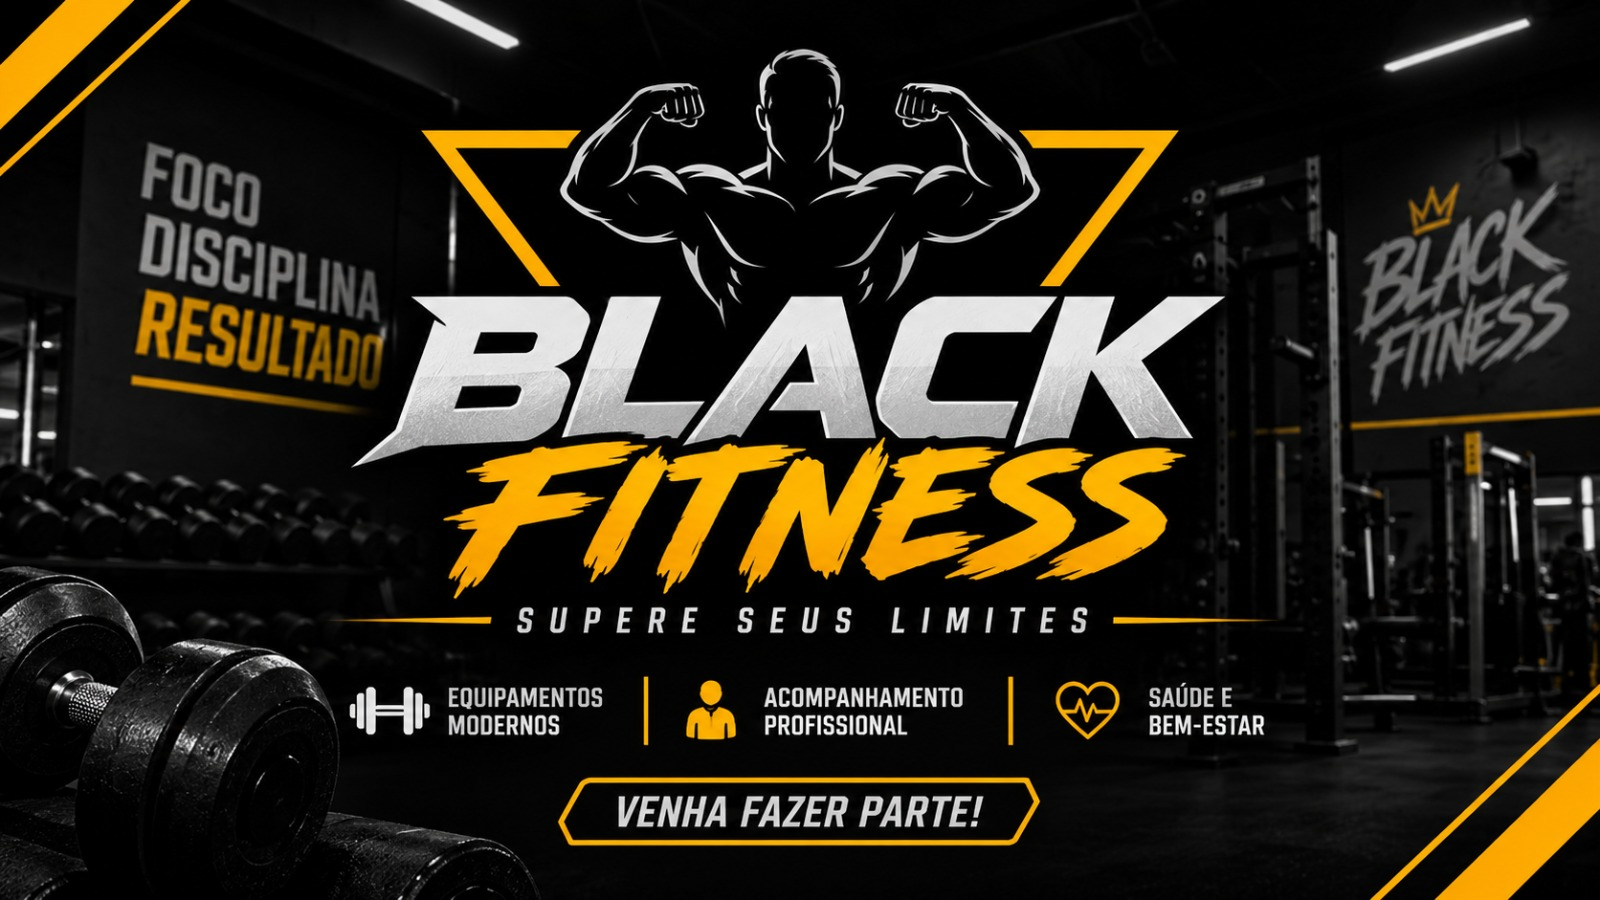 FOCO
DISCIPLINA
RESULTADO
BLACK
FITNESS
BLACK
FITNESS
SUPERE SEUS LIMITES
EQUIPAMENTOS
MODERNOS
ACOMPANHAMENTO
PROFISSIONAL
SAÚDE E
BEM-ESTAR
VENHA FAZER PARTE!